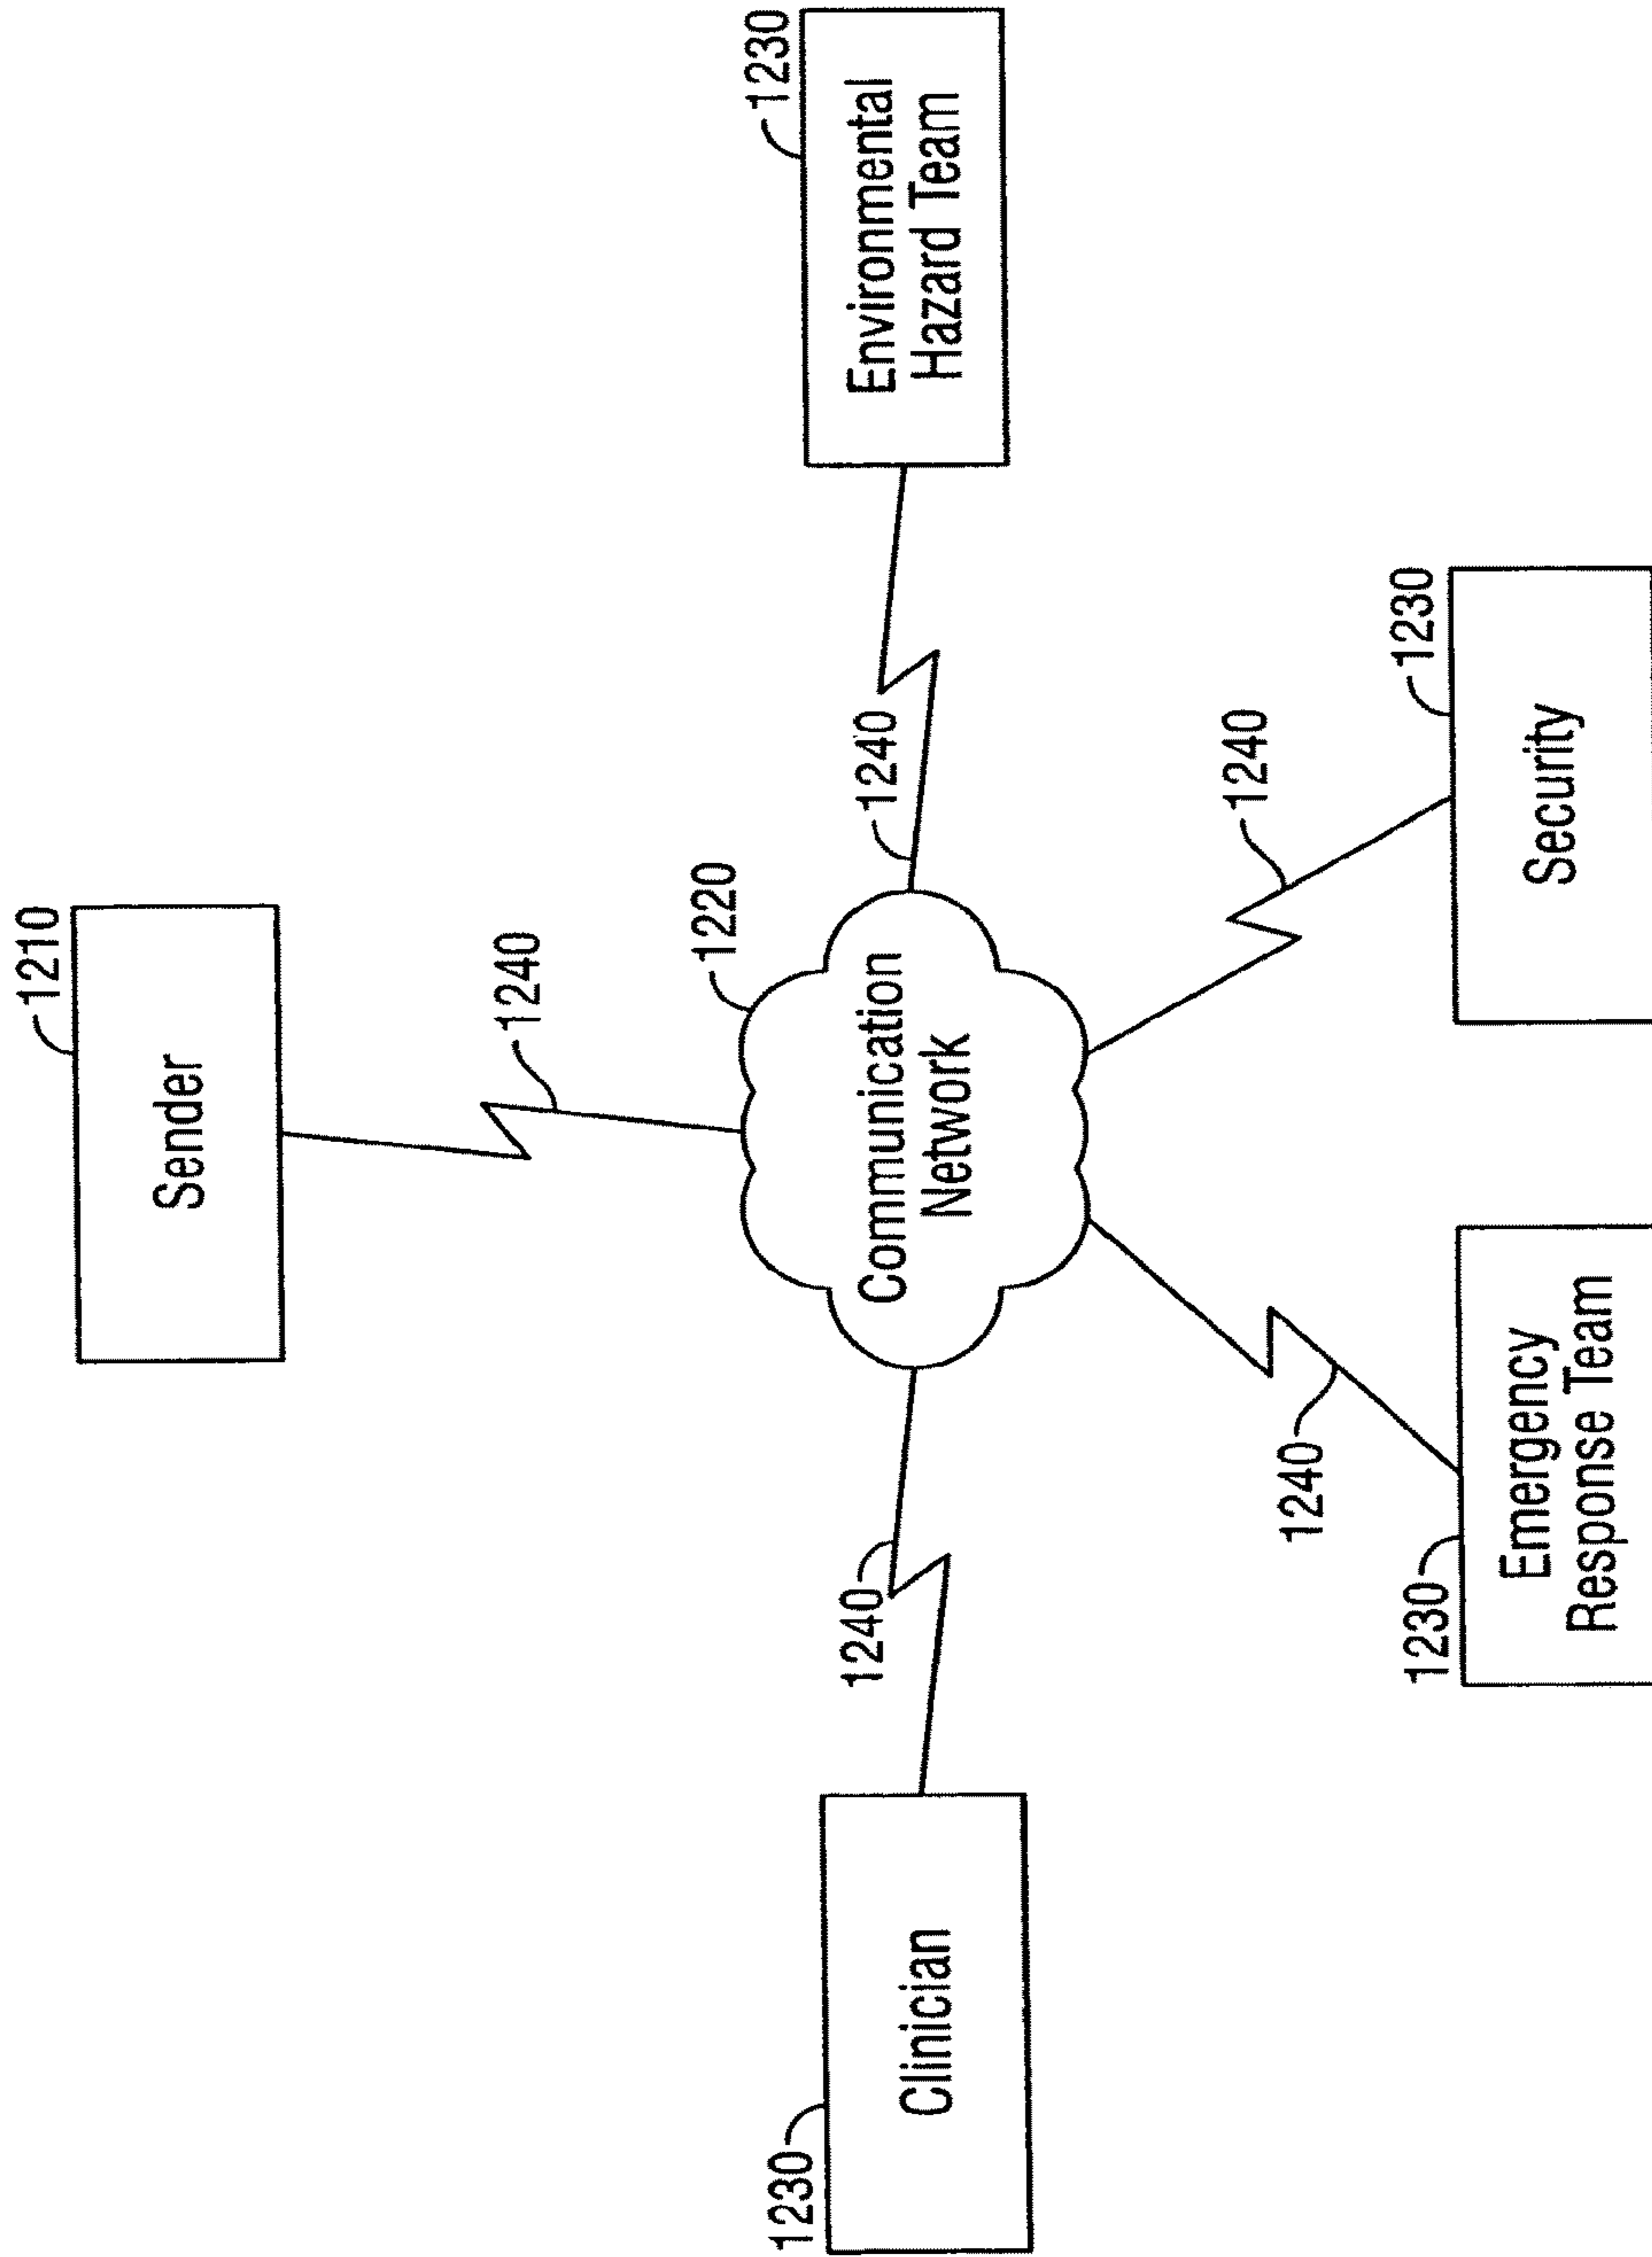 1210
Sender
1240
1220
Communication
Network
1240
1240
1230
Clinician
1230
Environmental
Hazard Team
1240
1240
1230
Emergency
Response Team
1230
Security